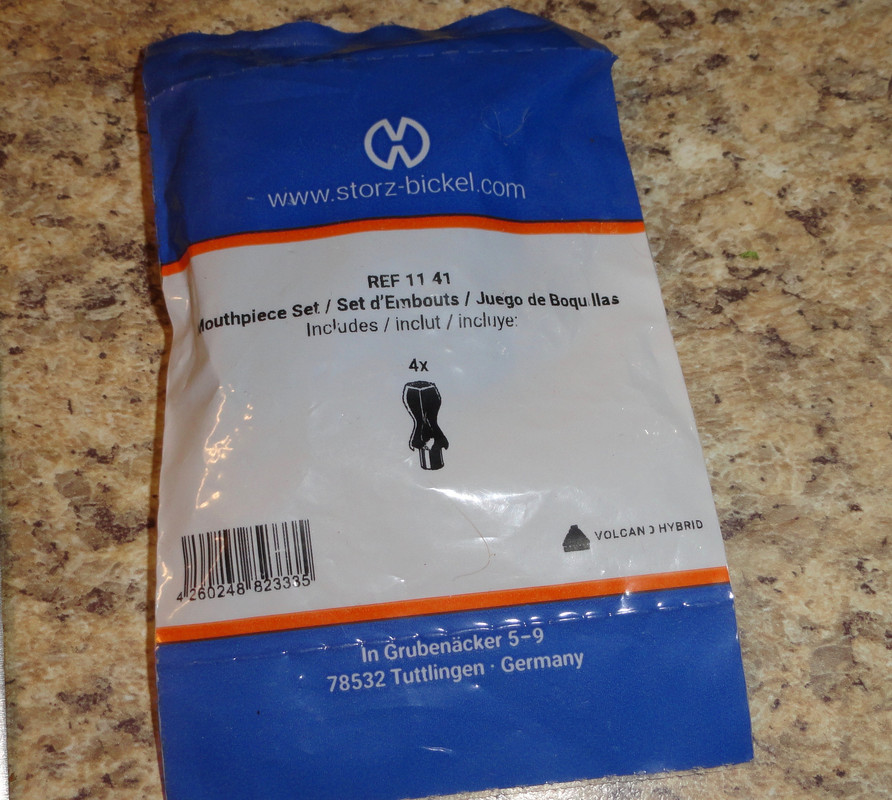 www.storz-bickel.com
REF 11 41
Mouthpiece Set / Set d'Embouts / Juego de Boquillas
Includes / inclut / incluye:
4x
VOLCANO HYBRID
4 260248 823335
In Grubenäcker 5–9
78532 Tuttlingen · Germany